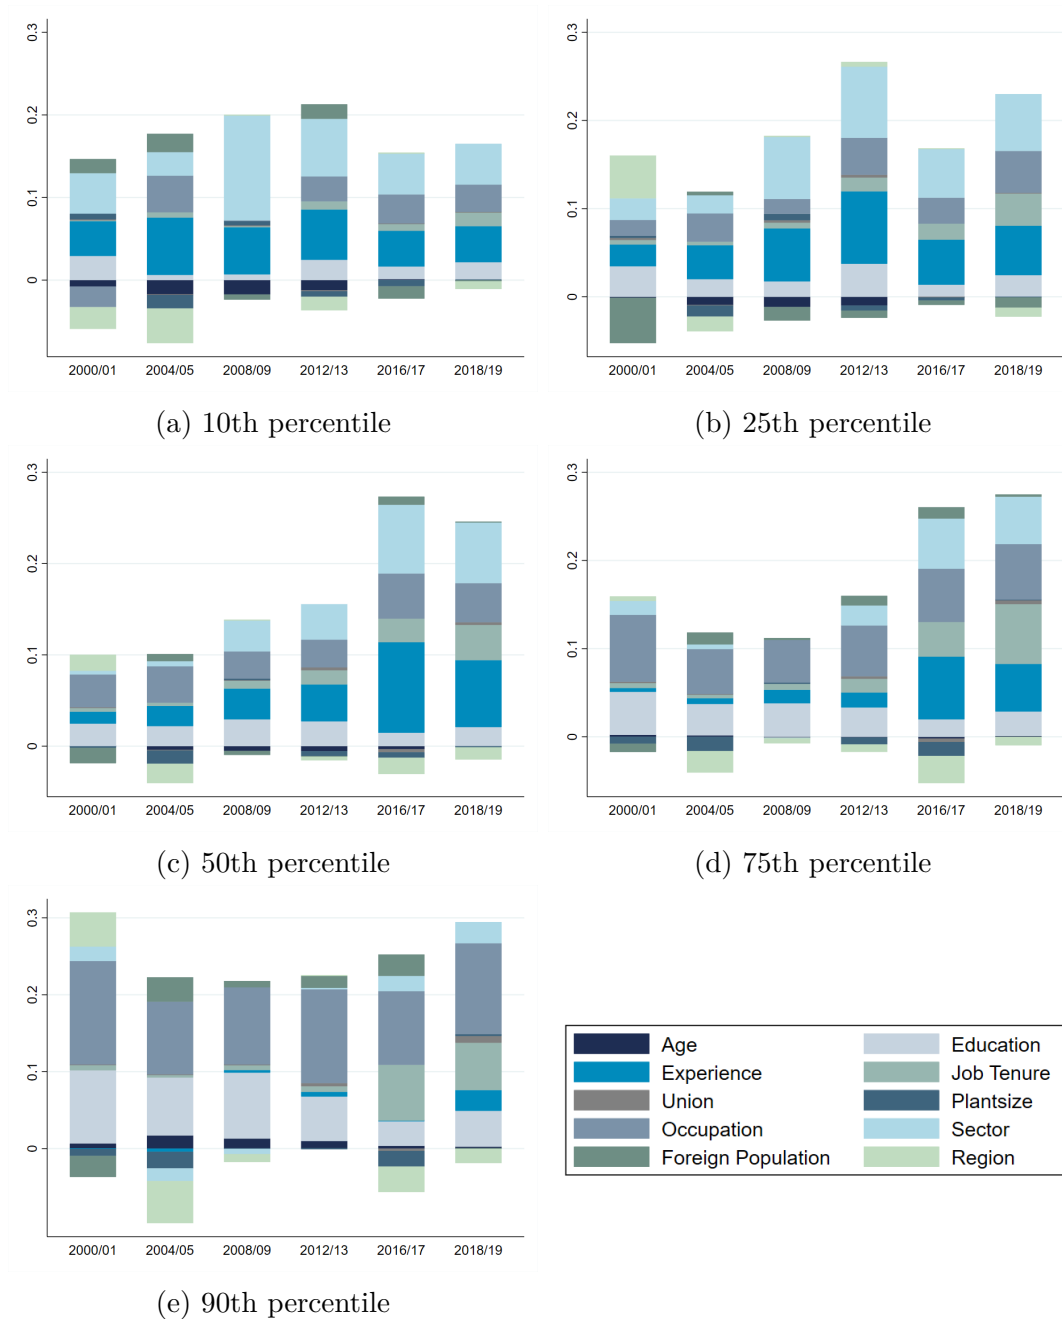 0.3
0.2
0.1
0
2000/01 2004/05 2008/09 2012/13 2016/17 2018/19
(a) 10th percentile
0.3
0.2
0.1
0
2000/01 2004/05 2008/09 2012/13 2016/17 2018/19
(b) 25th percentile
0.3
0.2
0.1
0
2000/01 2004/05 2008/09 2012/13 2016/17 2018/19
(c) 50th percentile
0.3
0.2
0.1
0
2000/01 2004/05 2008/09 2012/13 2016/17 2018/19
(d) 75th percentile
0.3
0.2
0.1
0
2000/01 2004/05 2008/09 2012/13 2016/17 2018/19
(e) 90th percentile
Age Education
Experience Job Tenure
Union Plantsize
Occupation Sector
Foreign Population Region